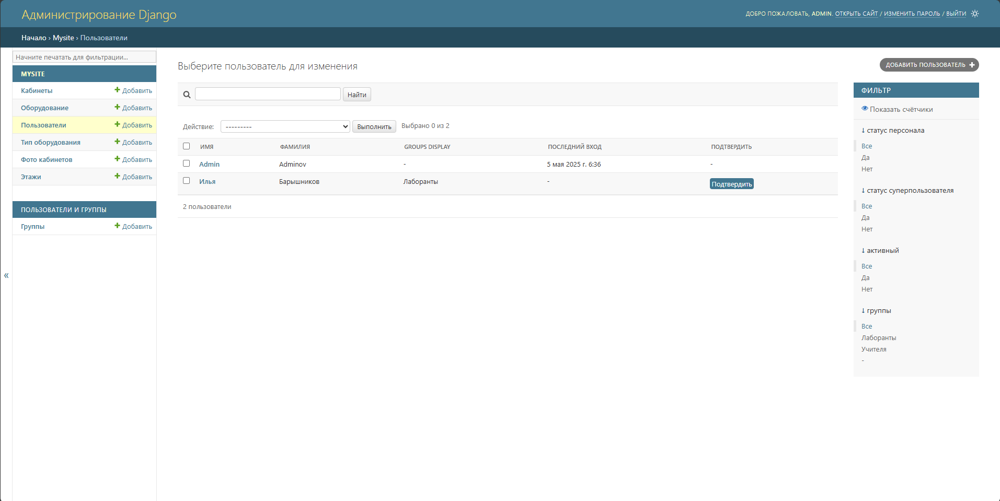 Администрирование Django
ДОБРО ПОЖАЛОВАТЬ, ADMIN. ОТКРЫТЬ САЙТ / ИЗМЕНИТЬ ПАРОЛЬ / ВЫЙТИ
Начало › Mysite › Пользователи
Начните печатать для фильтрации...
MYSITE
Кабинеты Добавить
Оборудование Добавить
Пользователи Добавить
Тип оборудования Добавить
Фото кабинетов Добавить
Этажи Добавить
ПОЛЬЗОВАТЕЛИ И ГРУППЫ
Группы Добавить
«
Выберите пользователь для изменения
ДОБАВИТЬ ПОЛЬЗОВАТЕЛЬ
Найти
Действие: --------- Выполнить Выбрано 0 из 2
ИМЯ ФАМИЛИЯ GROUPS DISPLAY ПОСЛЕДНИЙ ВХОД ПОДТВЕРДИТЬ
Admin Adminov - 5 мая 2025 г. 6:36 -
Илья Барышников Лаборанты - Подтвердить
2 пользователи
ФИЛЬТР
Показать счётчики
↓ статус персонала
Все
Да
Нет
↓ статус суперпользователя
Все
Да
Нет
↓ активный
Все
Да
Нет
↓ группы
Все
Лаборанты
Учителя
-